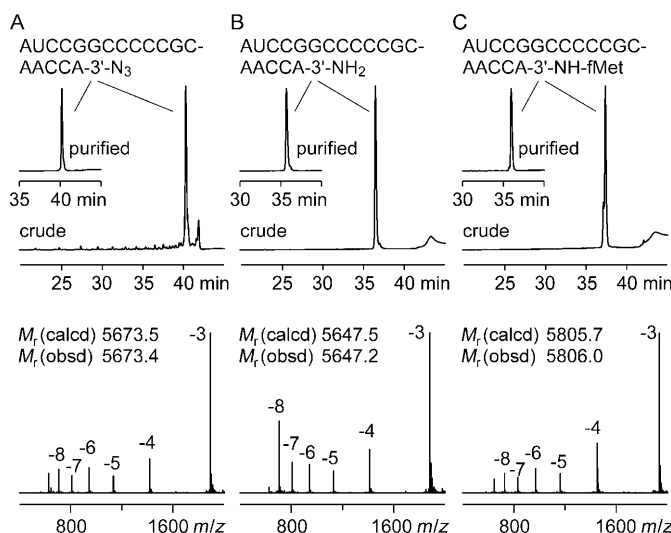 A
AUCCGGCCCCCGC-
AACCA-3'-N3
purified
35 40 min
crude
25 30 35 40 min
Mr(calcd) 5673.5
Mr(obsd) 5673.4
-3
-8
-7
-6
-5
-4
800 1600 m/z
B
AUCCGGCCCCCGC-
AACCA-3'-NH2
purified
30 35 40 min
crude
25 30 35 40 min
Mr(calcd) 5647.5
Mr(obsd) 5647.2
-3
-8
-7
-6
-5
-4
800 1600 m/z
C
AUCCGGCCCCCGC-
AACCA-3'-NH-fMet
purified
30 35 40 min
crude
25 30 35 40 min
Mr(calcd) 5805.7
Mr(obsd) 5806.0
-3
-8
-7
-6
-5
-4
800 1600 m/z